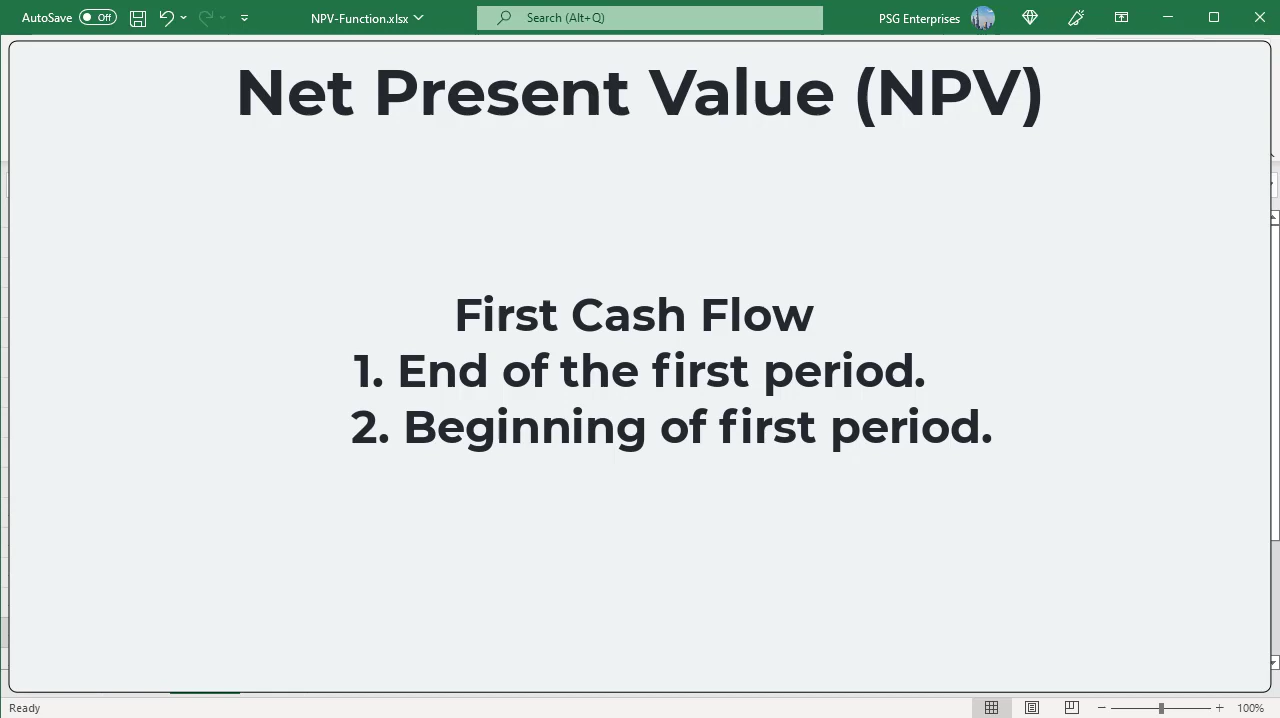 AutoSave Off NPV-Function.xlsx Search (Alt+Q) PSG Enterprises
Net Present Value (NPV)
First Cash Flow
1. End of the first period.
2. Beginning of first period.
Ready 100%